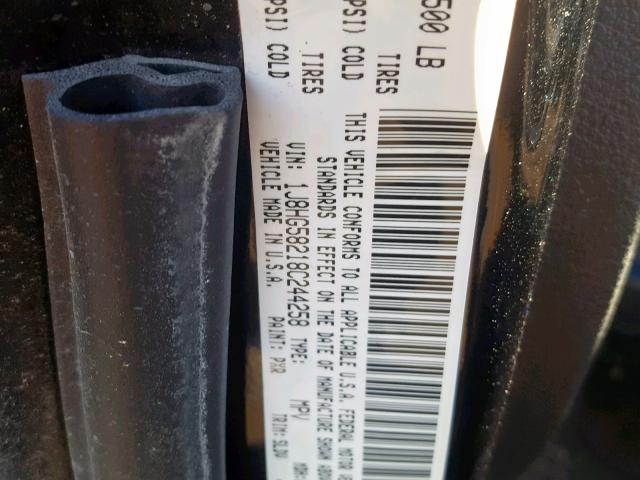 500 LB
TIRES
PSI) COLD
TIRES
PSI) COLD
THIS VEHICLE CONFORMS TO ALL APPLICABLE U.S.A. FEDERAL MOTOR
STANDARDS IN EFFECT ON THE DATE OF MANUFACTURE SHOWN
VIN: 1J8HG58218C244258 TYPE: MPV
VEHICLE MADE IN U.S.A. PAINT: PXR TRIM: